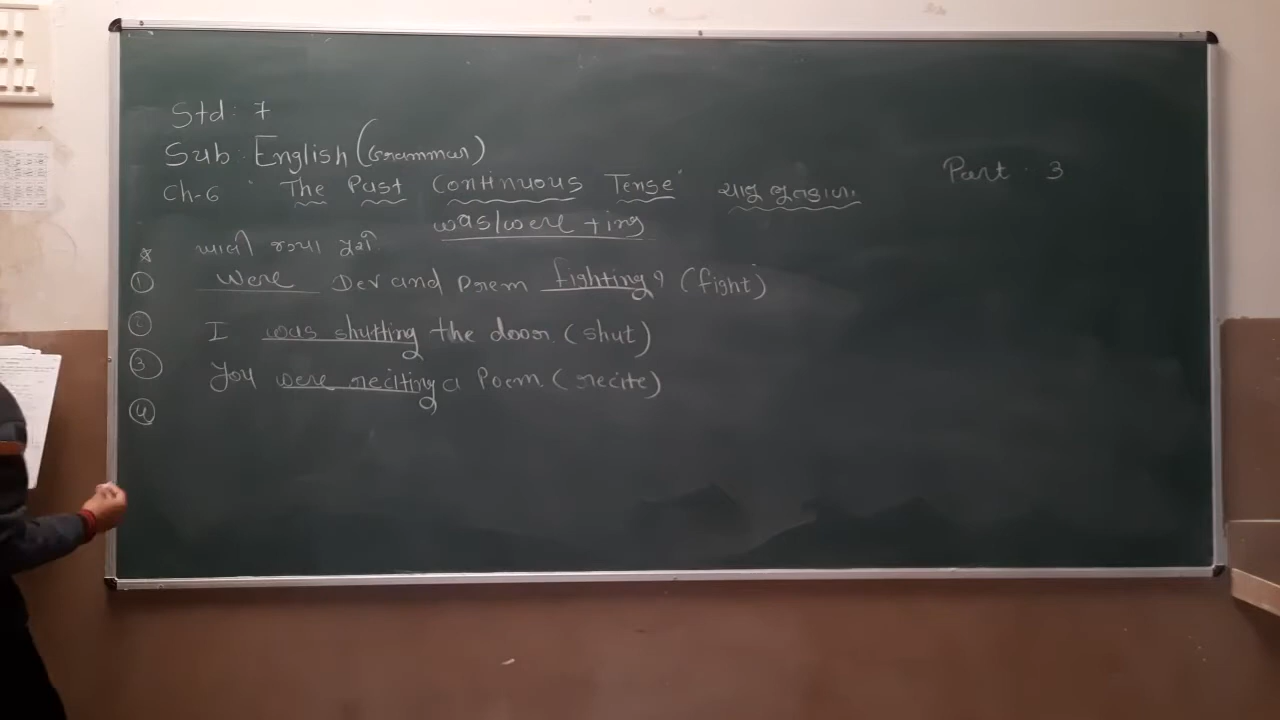 Std: 7
Sub: English (Grammar)
Part: 3
Ch-6 "The Past Continuous Tense" ચાલુ ભૂતકાળ.
was/were + ing
* ખાલી જગ્યા પૂરો.
① Were Dev and Prem fighting? (fight)
② I was shutting the door. (shut)
③ You were reciting a Poem. (recite)
④